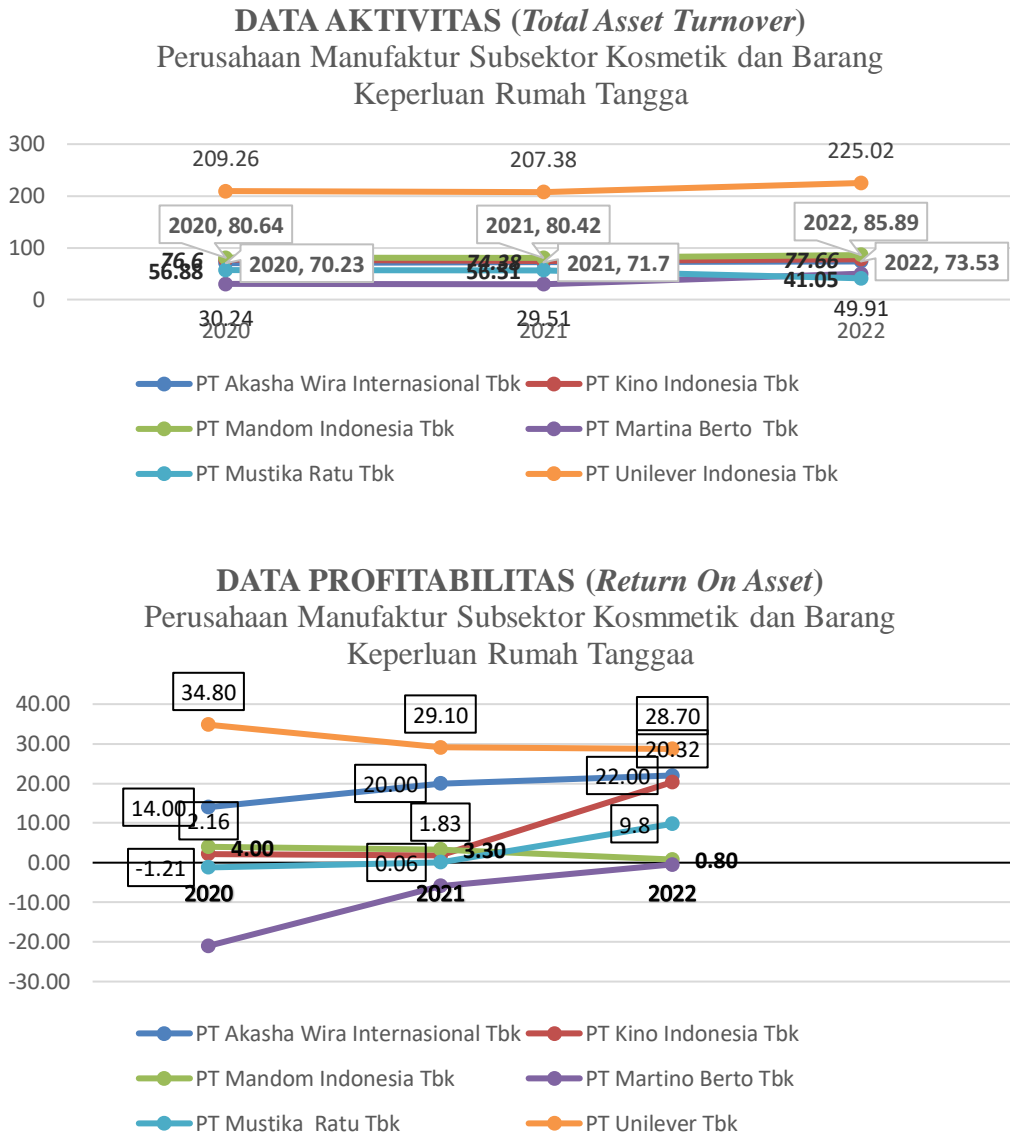 DATA AKTIVITAS (Total Asset Turnover)
Perusahaan Manufaktur Subsektor Kosmetik dan Barang
Keperluan Rumah Tangga
300
209.26 207.38 225.02
200
2020, 80.64 2021, 80.42 2022, 85.89
100
76.6 2020, 70.23 74.38 2021, 71.7 77.66 2022, 73.53
56.88 56.51 41.05
0
30.24 29.51 49.91
2020 2021 2022
PT Akasha Wira Internasional Tbk PT Kino Indonesia Tbk
PT Mandom Indonesia Tbk PT Martina Berto Tbk
PT Mustika Ratu Tbk PT Unilever Indonesia Tbk
DATA PROFITABILITAS (Return On Asset)
Perusahaan Manufaktur Subsektor Kosmmetik dan Barang
Keperluan Rumah Tanggaa
40.00 34.80 29.10 28.70
30.00 20.32
20.00 14.00 20.00 22.00
10.00 2.16 1.83 9.8
0.00 -1.21 4.00 0.06 3.30 0.80
-10.00 2020 2021 2022
-20.00
-30.00
PT Akasha Wira Internasional Tbk PT Kino Indonesia Tbk
PT Mandom Indonesia Tbk PT Martino Berto Tbk
PT Mustika Ratu Tbk PT Unilever Tbk